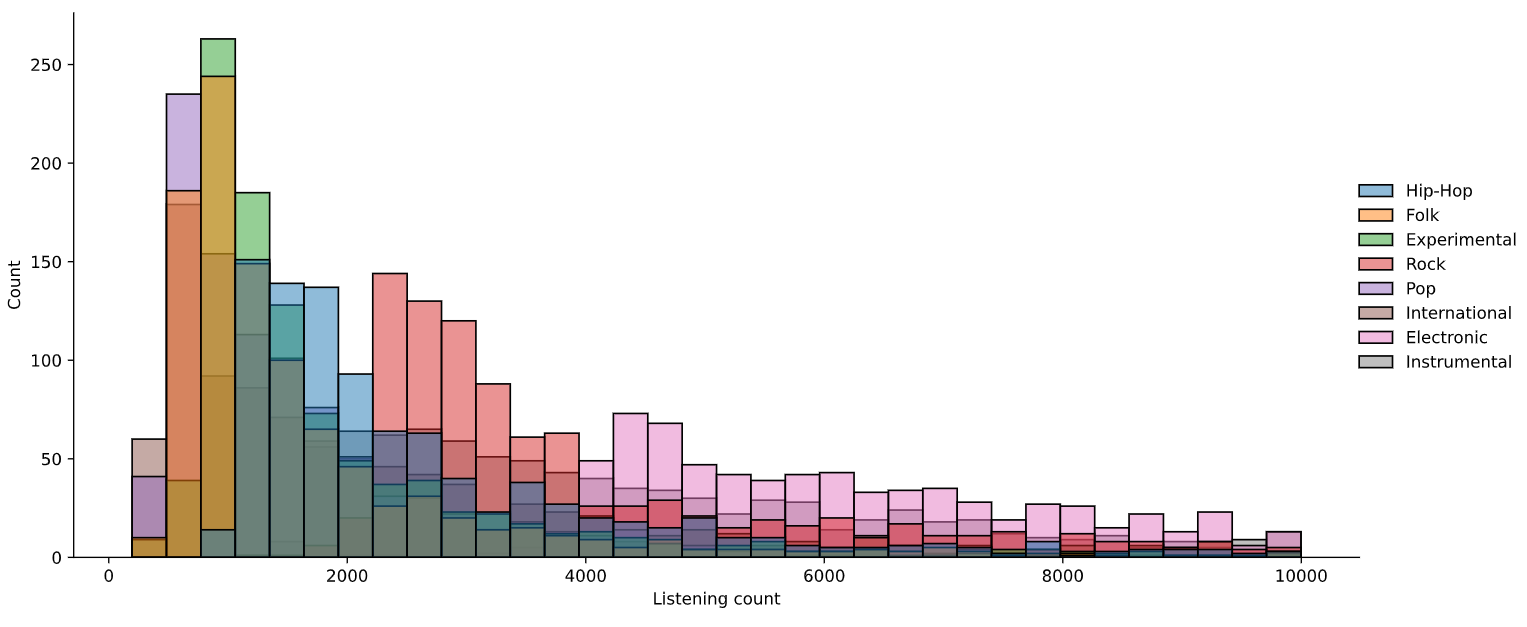 Count
250
200
150
100
50
0
0 2000 4000 6000 8000 10000
Listening count
Hip-Hop
Folk
Experimental
Rock
Pop
International
Electronic
Instrumental